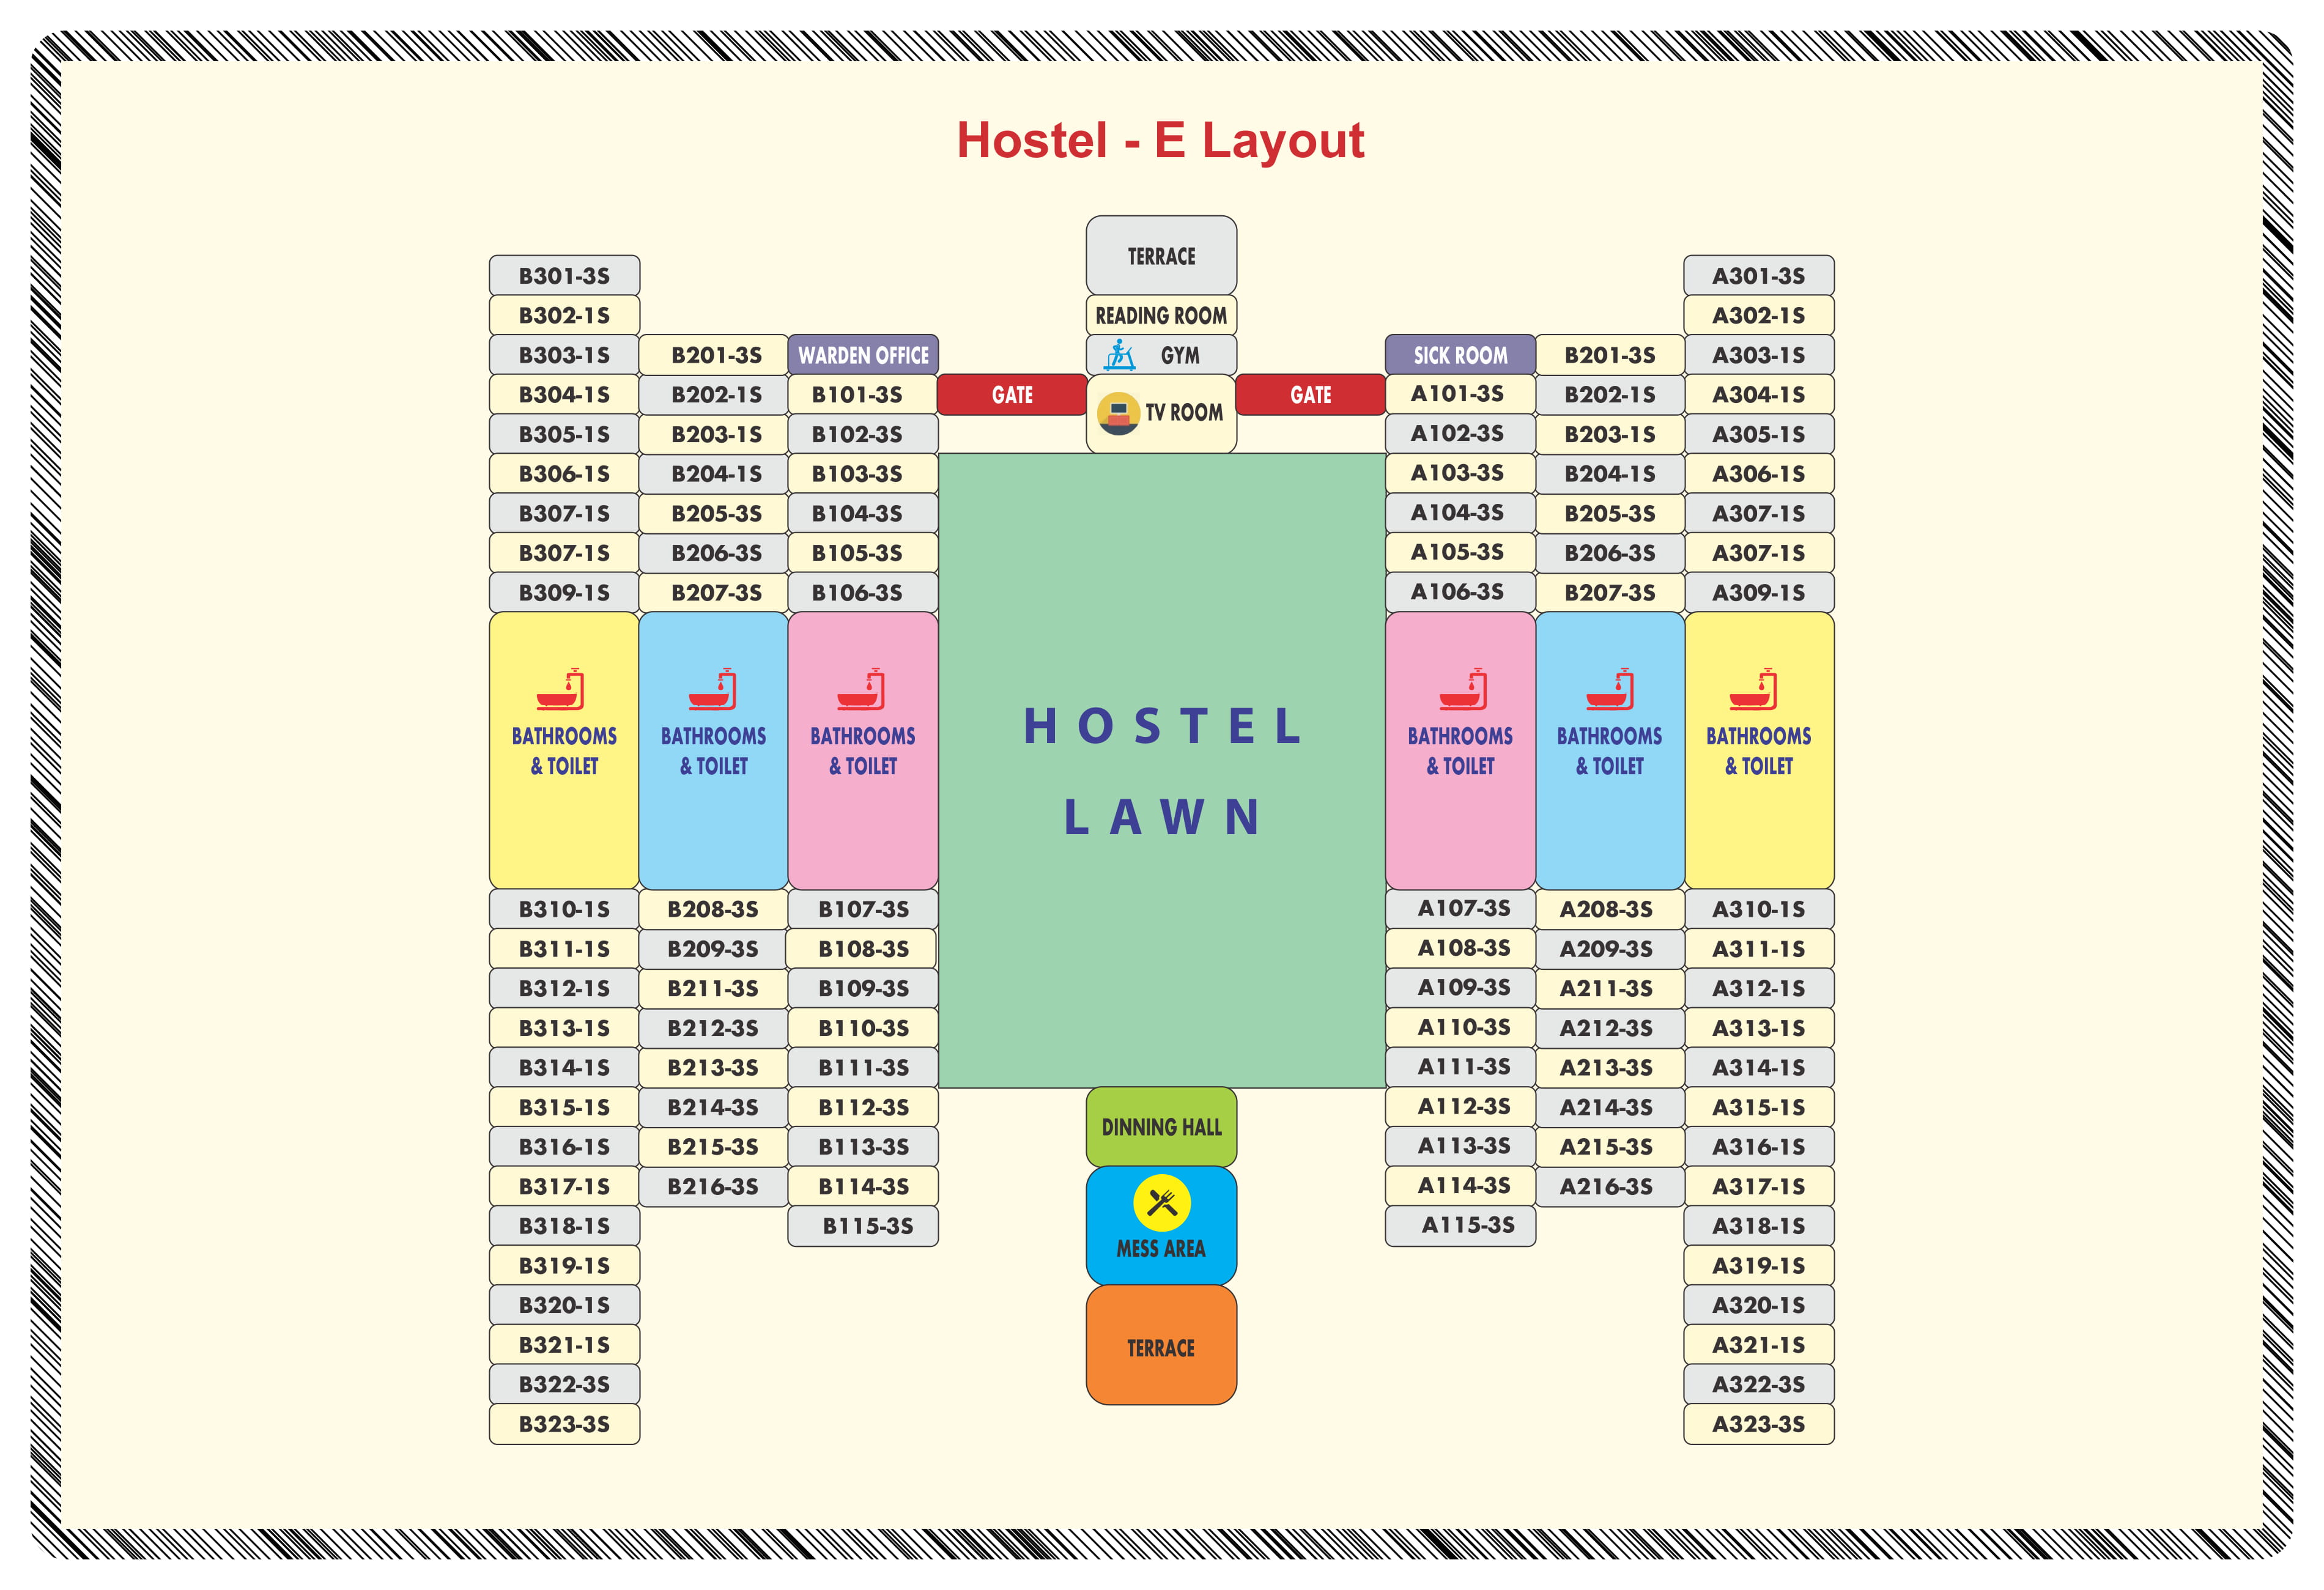 Hostel - E Layout
TERRACE
READING ROOM
GYM
TV ROOM
GATE
GATE
B301-3S
B302-1S
B303-1S
B304-1S
B305-1S
B306-1S
B307-1S
B307-1S
B309-1S
BATHROOMS
& TOILET
B310-1S
B311-1S
B312-1S
B313-1S
B314-1S
B315-1S
B316-1S
B317-1S
B318-1S
B319-1S
B320-1S
B321-1S
B322-3S
B323-3S
B201-3S
B202-1S
B203-1S
B204-1S
B205-3S
B206-3S
B207-3S
BATHROOMS
& TOILET
B208-3S
B209-3S
B211-3S
B212-3S
B213-3S
B214-3S
B215-3S
B216-3S
WARDEN OFFICE
B101-3S
B102-3S
B103-3S
B104-3S
B105-3S
B106-3S
BATHROOMS
& TOILET
B107-3S
B108-3S
B109-3S
B110-3S
B111-3S
B112-3S
B113-3S
B114-3S
B115-3S
HOSTEL
LAWN
DINNING HALL
MESS AREA
TERRACE
SICK ROOM
A101-3S
A102-3S
A103-3S
A104-3S
A105-3S
A106-3S
BATHROOMS
& TOILET
A107-3S
A108-3S
A109-3S
A110-3S
A111-3S
A112-3S
A113-3S
A114-3S
A115-3S
B201-3S
B202-1S
B203-1S
B204-1S
B205-3S
B206-3S
B207-3S
BATHROOMS
& TOILET
A208-3S
A209-3S
A211-3S
A212-3S
A213-3S
A214-3S
A215-3S
A216-3S
A301-3S
A302-1S
A303-1S
A304-1S
A305-1S
A306-1S
A307-1S
A307-1S
A309-1S
BATHROOMS
& TOILET
A310-1S
A311-1S
A312-1S
A313-1S
A314-1S
A315-1S
A316-1S
A317-1S
A318-1S
A319-1S
A320-1S
A321-1S
A322-3S
A323-3S